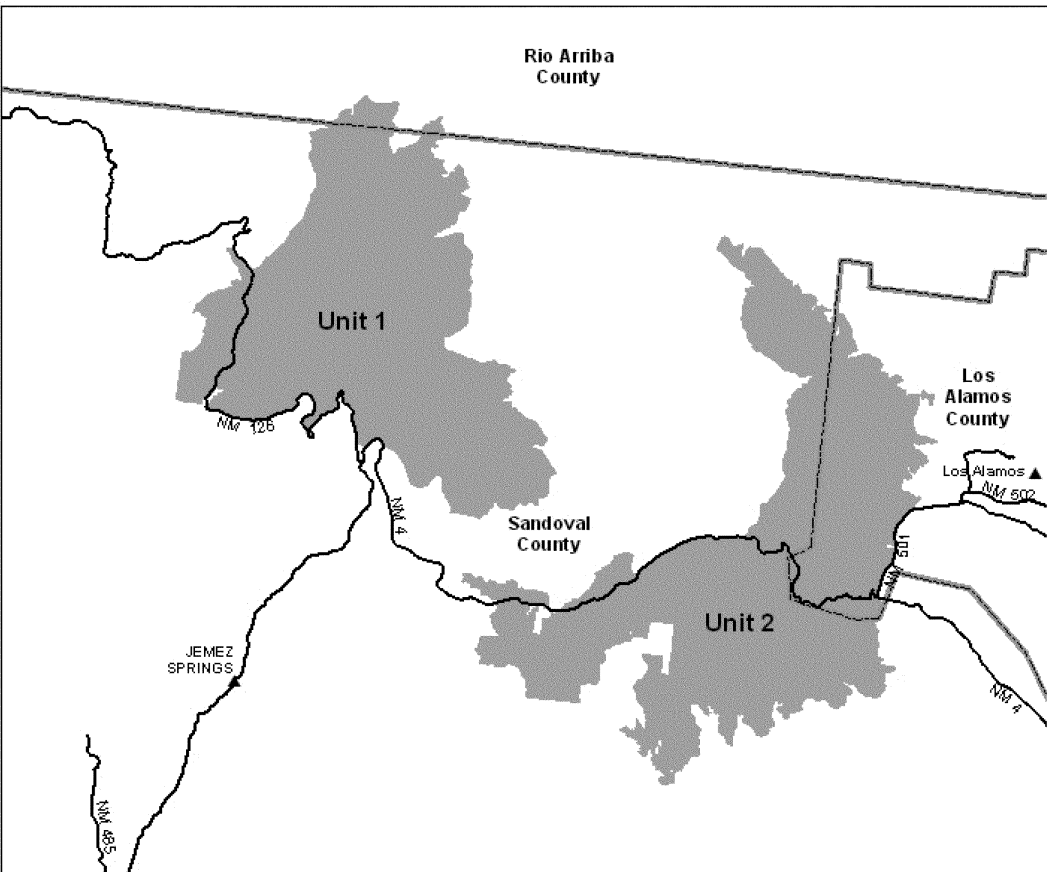 Rio Arriba
County
Unit 1
Los
Alamos
County
NM 126
Los Alamos
NM 502
NM 4
Sandoval
County
NM 501
Unit 2
JEMEZ
SPRINGS
NM 4
NM 485